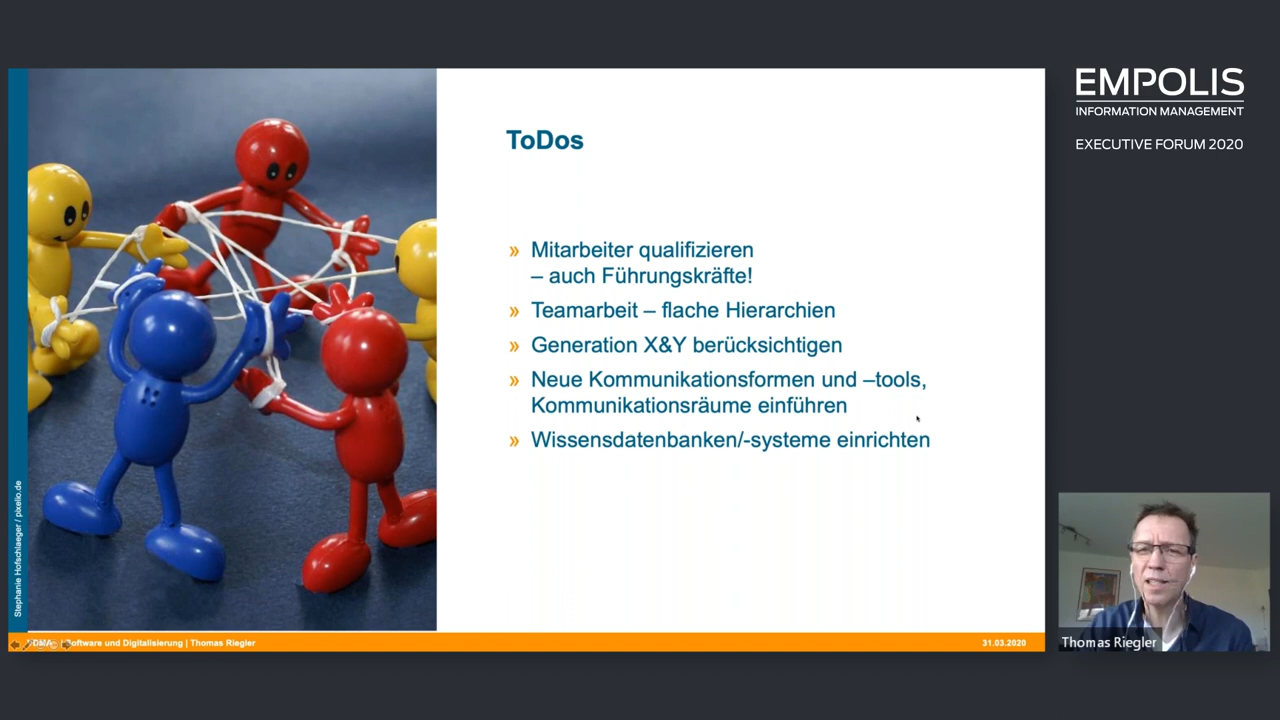 EMPOLIS
INFORMATION MANAGEMENT
EXECUTIVE FORUM 2020
ToDos
» Mitarbeiter qualifizieren
– auch Führungskräfte!
» Teamarbeit – flache Hierarchien
» Generation X&Y berücksichtigen
» Neue Kommunikationsformen und –tools,
Kommunikationsräume einführen
» Wissensdatenbanken/-systeme einrichten
Stephanie Hofschlaeger / pixelio.de
| Software und Digitalisierung | Thomas Riegler
31.03.2020
Thomas Riegler